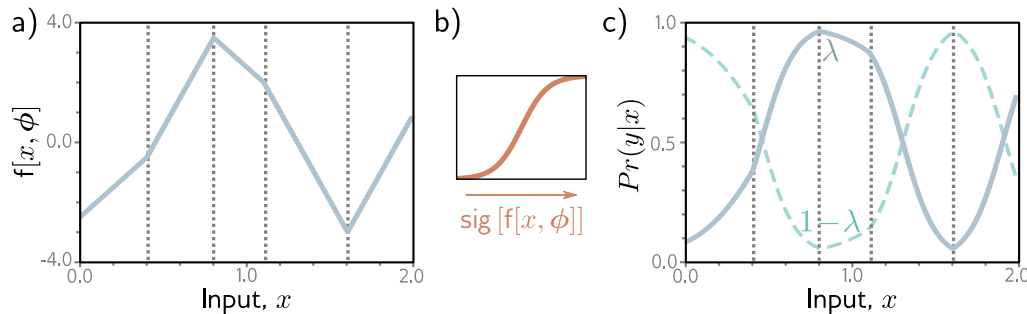 a)
4.0
0.0
-4.0
f[x, ϕ]
0.0
1.0
2.0
Input, x
b)
sig [f[x, ϕ]]
c)
1.0
0.5
0.0
Pr(y|x)
λ
1−λ
0.0
1.0
2.0
Input, x